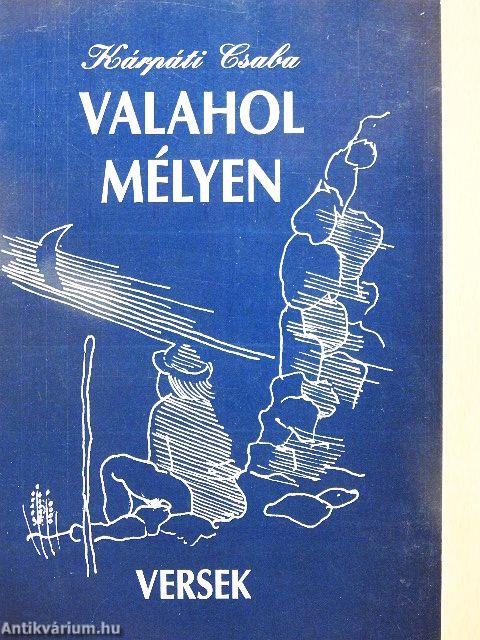 Kárpáti Csaba
VALAHOL
MÉLYEN
VERSEK
Antikvárium.hu